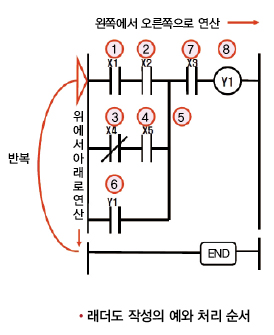 왼쪽에서 오른쪽으로 연산
① ② ⑦ ⑧
X1 X2 X3 Y1
③ ④ ⑤
X4 X5
⑥
Y1
위에서 아래로 연산
반복
END
• 래더도 작성의 예와 처리 순서